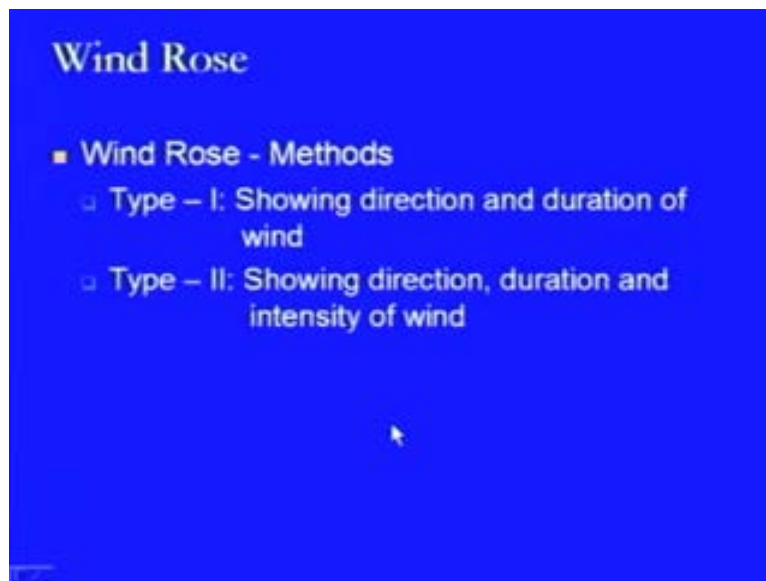 Wind Rose
Wind Rose - Methods
Type – I: Showing direction and duration of
wind
Type – II: Showing direction, duration and
intensity of wind